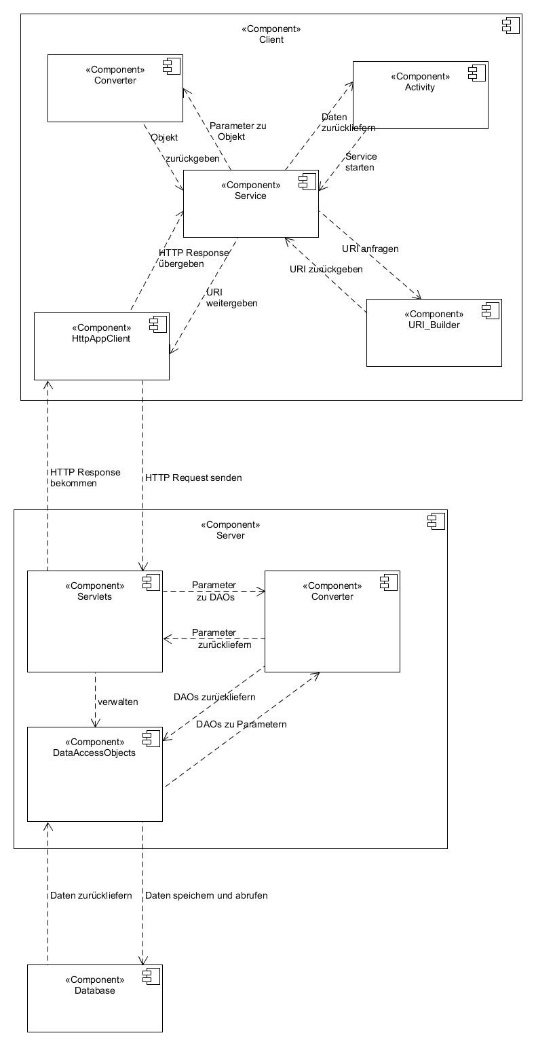 «Component»
Client
«Component»
Converter
«Component»
Activity
Objekt
zurückgeben
Parameter zu
Objekt
Daten
zurückliefern
Service
starten
«Component»
Service
HTTP Response
übergeben
URI
weitergeben
URI anfragen
URI zurückgeben
«Component»
HttpAppClient
«Component»
URI_Builder
HTTP Response
bekommen
HTTP Request senden
«Component»
Server
«Component»
Servlets
Parameter
zu DAOs
«Component»
Converter
Parameter
zurückliefern
verwalten
DAOs zurückliefern
DAOs zu Parametern
«Component»
DataAccessObjects
Daten zurückliefern
Daten speichern und abrufen
«Component»
Database